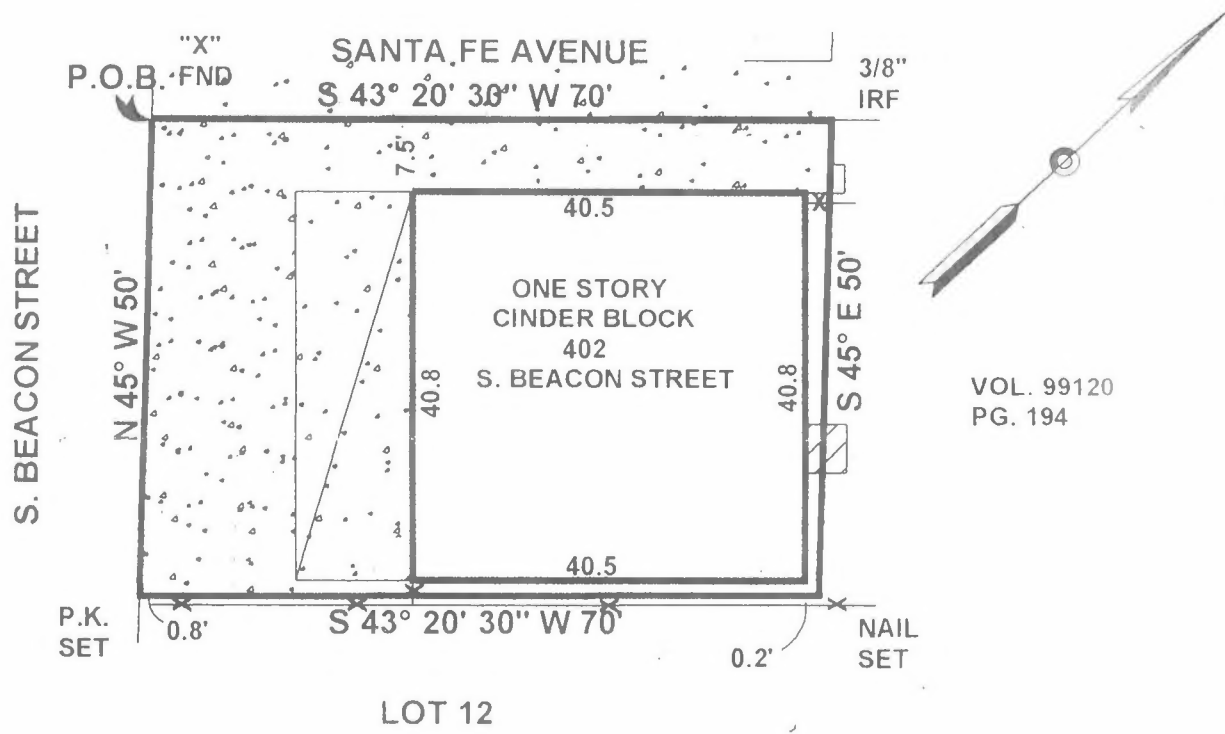 "X"
FND
P.O.B.
SANTA FE AVENUE
S 43° 20' 30" W 70'
3/8"
IRF
7.5'
40.5
S. BEACON STREET
N 45° W 50'
ONE STORY
CINDER BLOCK
402
S. BEACON STREET
40.8
40.8
S 45° E 50'
VOL. 99120
PG. 194
40.5
P.K.
SET
0.8'
S 43° 20' 30" W 70'
0.2'
NAIL
SET
LOT 12